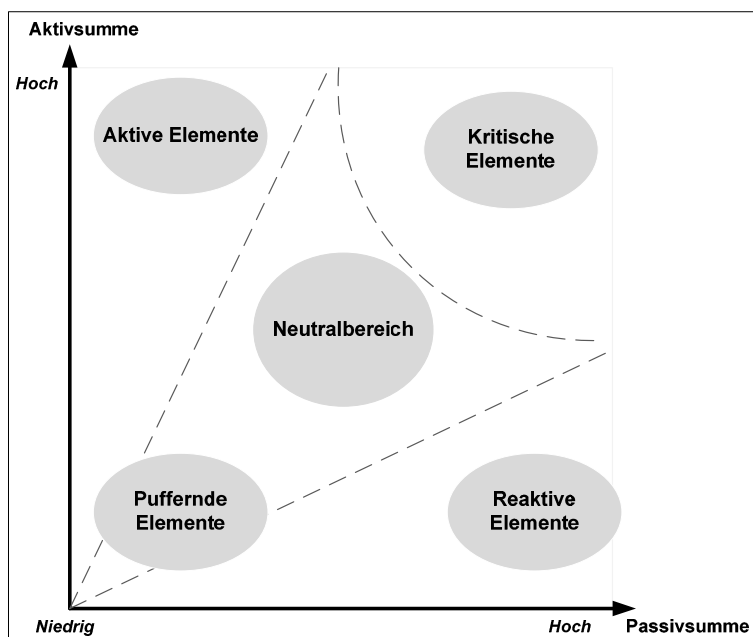 Aktivsumme
Hoch
Aktive Elemente
Kritische
Elemente
Neutralbereich
Puffernde
Elemente
Reaktive
Elemente
Niedrig
Hoch
Passivsumme